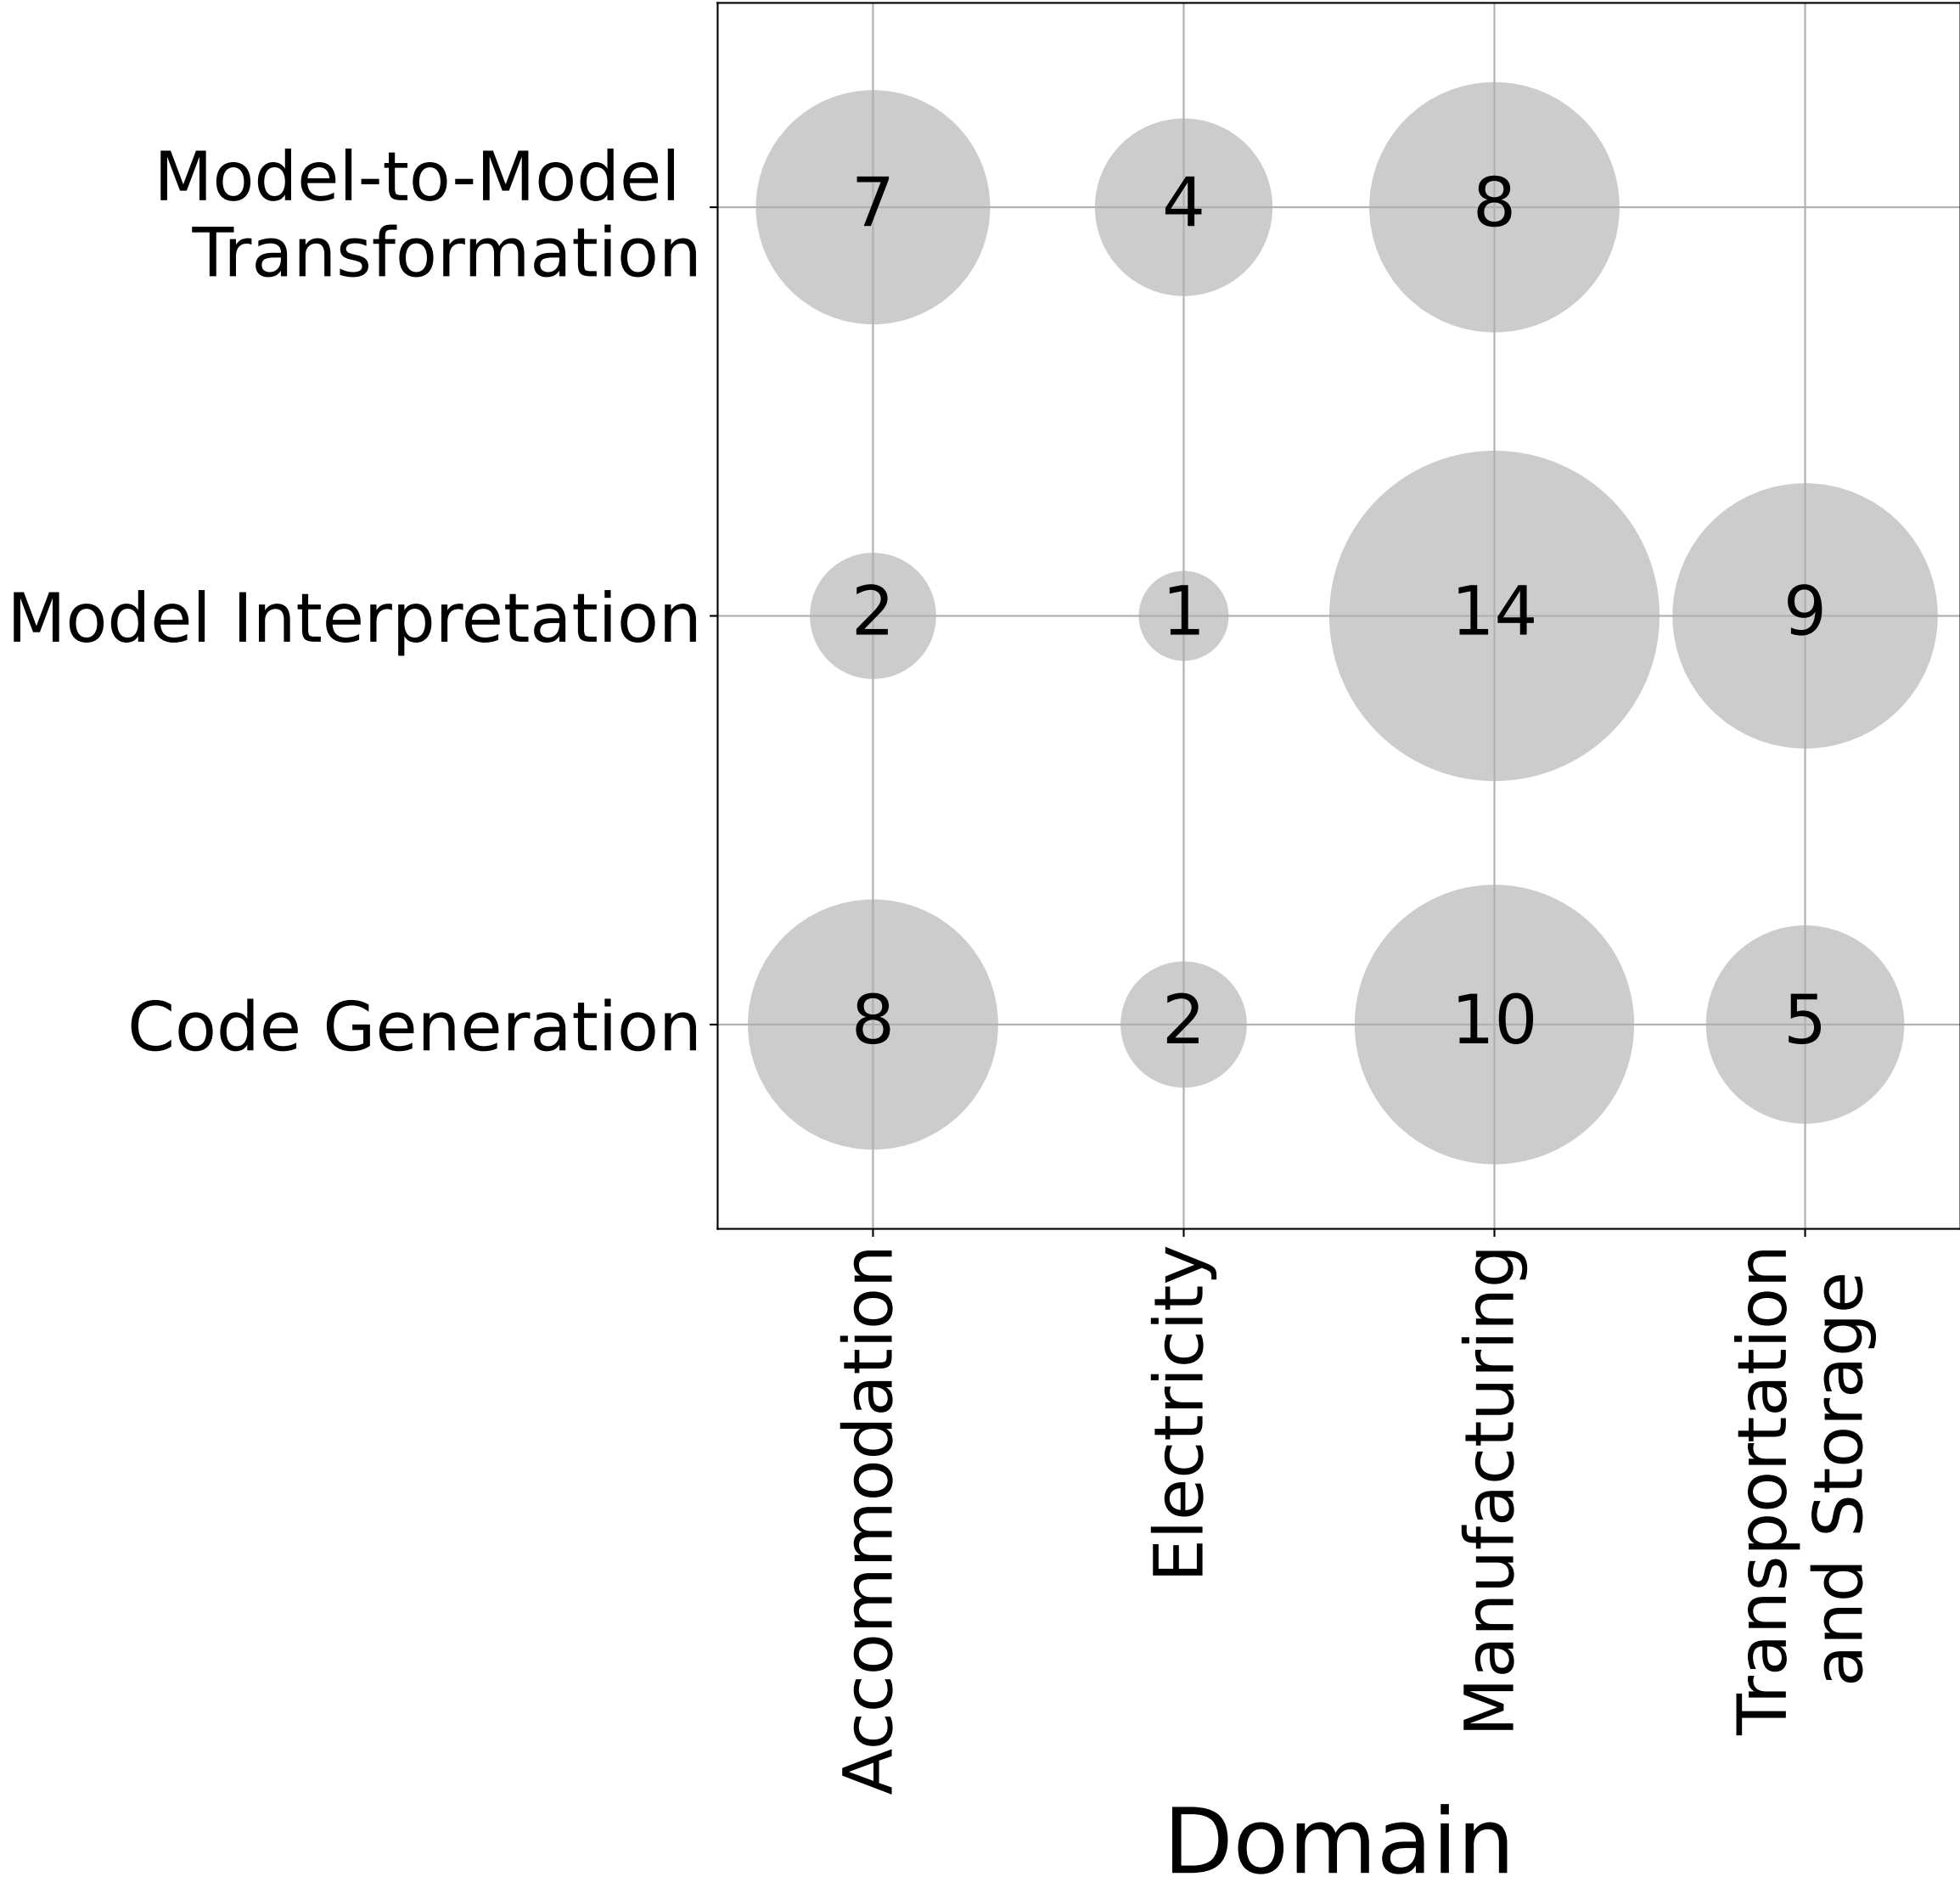 Model-to-Model
Transformation
7 4 8
Model Interpretation
2 1 14 9
Code Generation
8 2 10 5
Accommodation
Electricity
Manufacturing
Transportation
and Storage
Domain